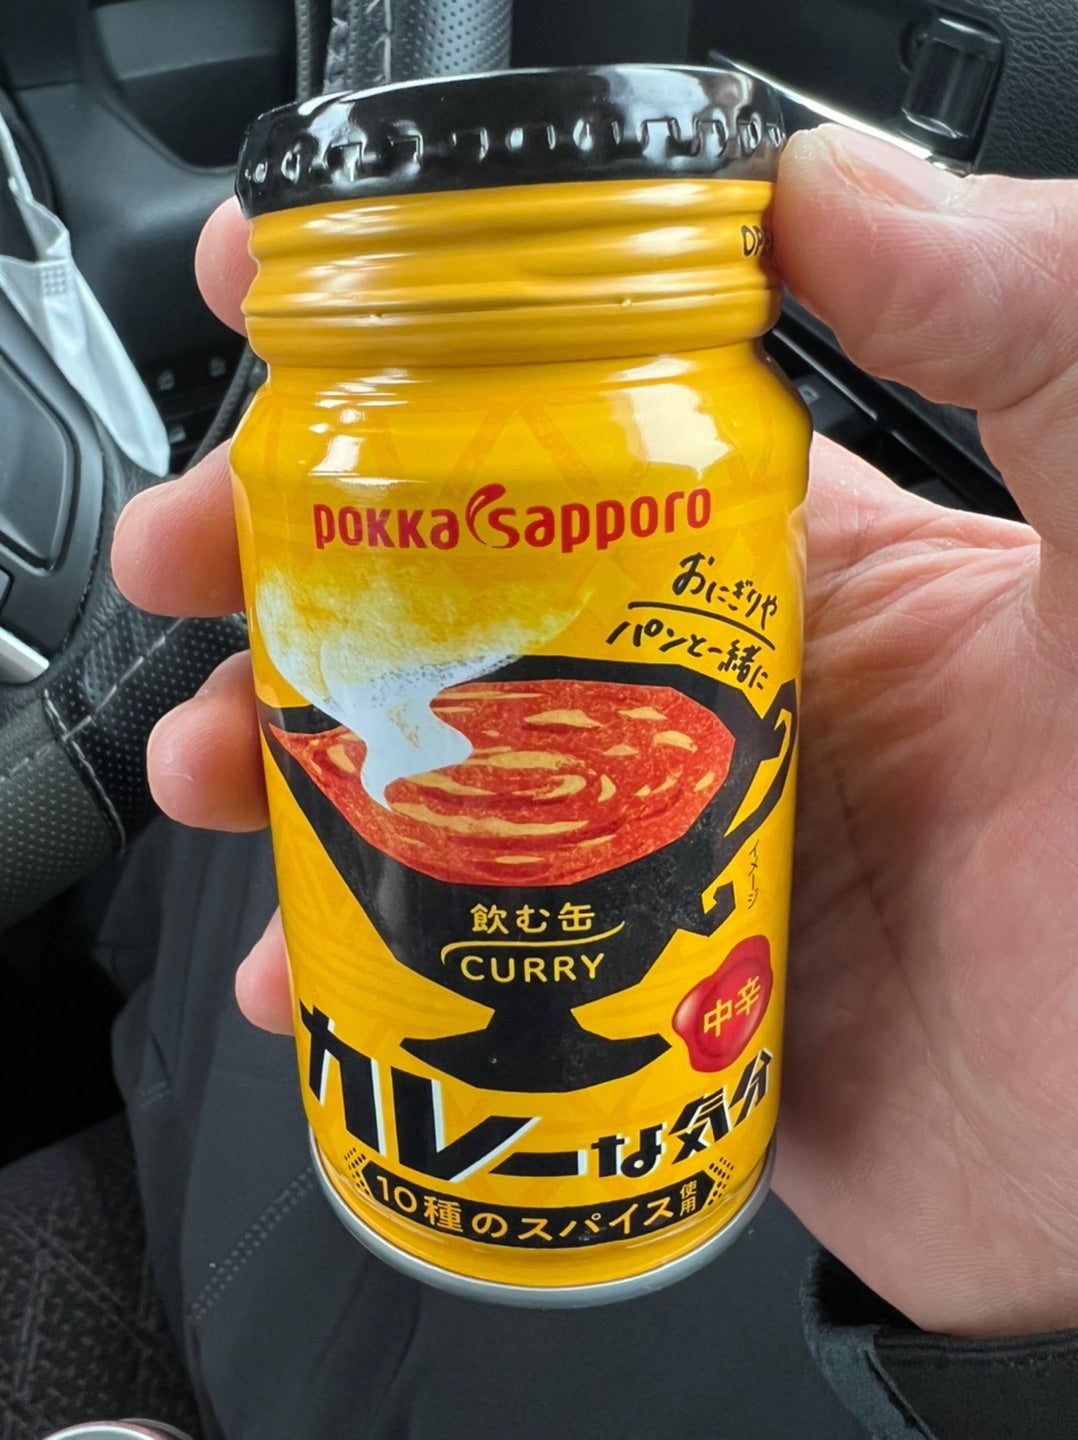 pokka sapporo
おにぎりや
パンと一緒に
イメージ
飲む缶
CURRY
中辛
カレーな気分
10種のスパイス使用